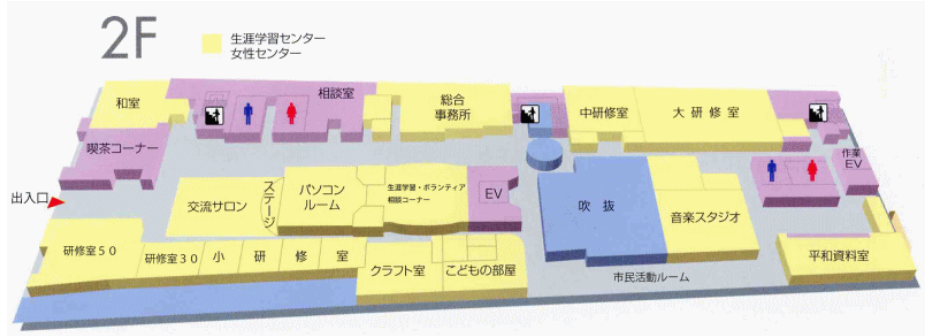 2F
生涯学習センター
女性センター
和室
相談室
総合
事務所
中研修室
大研修室
喫茶コーナー
作業
EV
出入口
交流サロン
ステージ
パソコン
ルーム
生涯学習・ボランティア
相談コーナー
EV
吹抜
音楽スタジオ
研修室50
研修室30
小研修室
クラフト室
こどもの部屋
市民活動ルーム
平和資料室